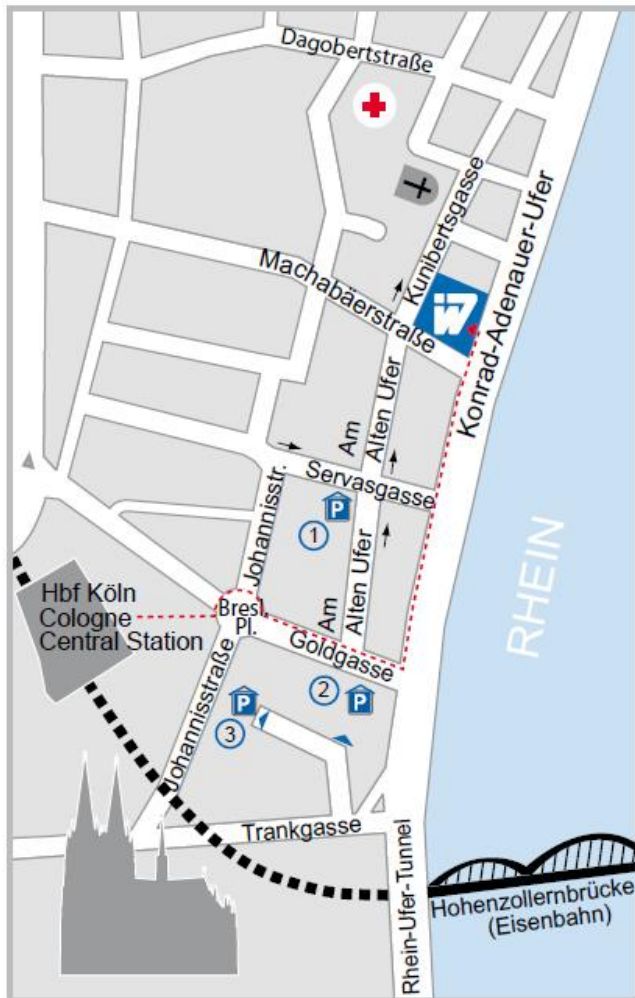 Dagobertstraße
Kunibertsgasse
Konrad-Adenauer-Ufer
Machabäerstraße
iW
Am
Alten Ufer
Servasgasse
Johannisstr.
P
1
RHEIN
Hbf Köln
Cologne
Central Station
Bresl.
Pl.
Am
Alten Ufer
Goldgasse
2
P
P
3
Johannisstraße
Trankgasse
Rhein-Ufer-Tunnel
Hohenzollernbrücke
(Eisenbahn)